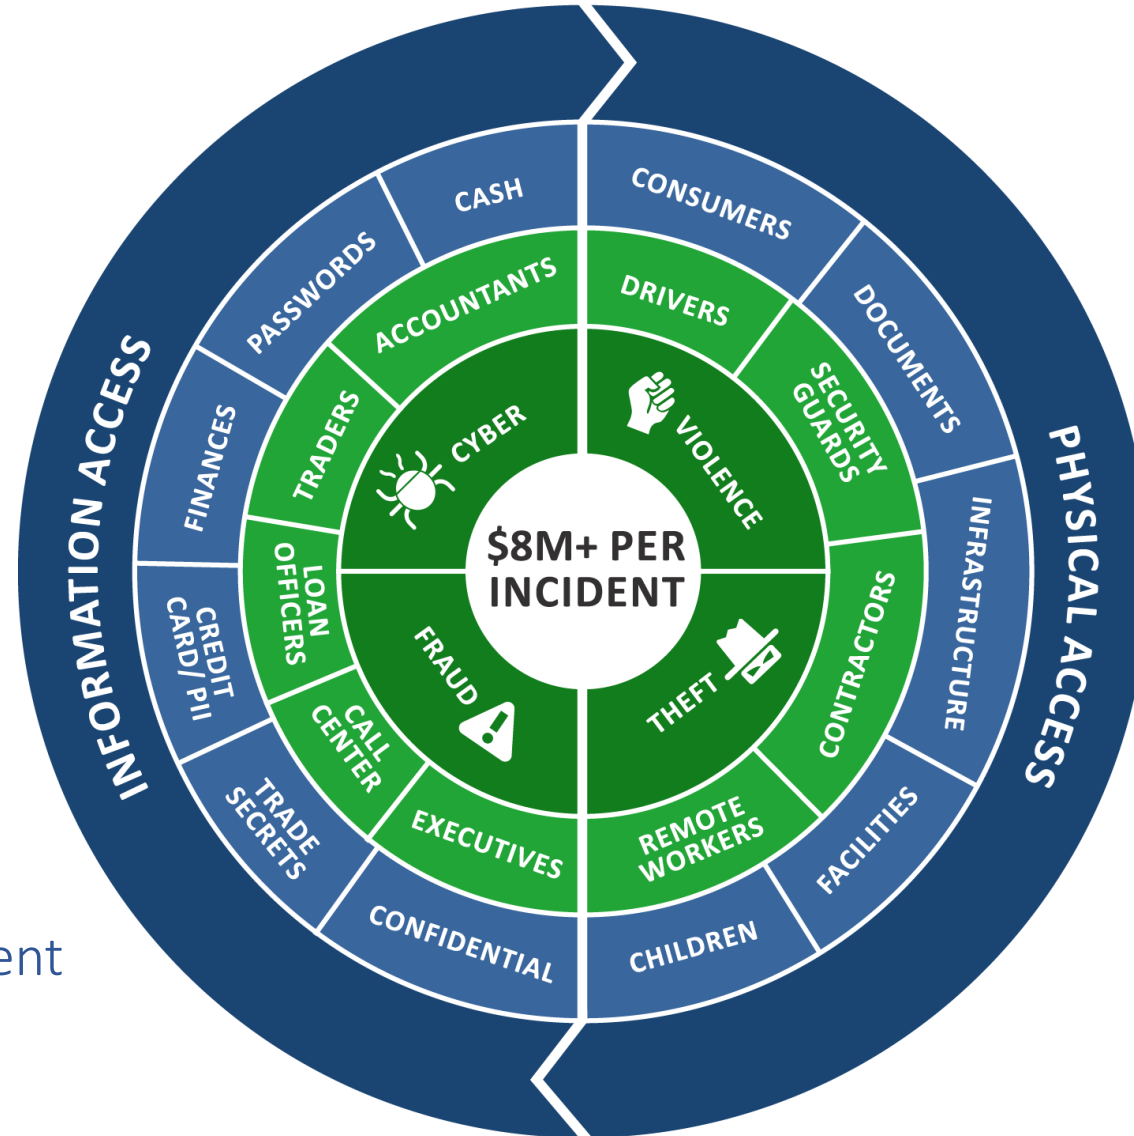 INFORMATION ACCESS
PHYSICAL ACCESS
CASH
PASSWORDS
FINANCES
CREDIT
CARD/ PII
TRADE
SECRETS
CONFIDENTIAL
CONSUMERS
DOCUMENTS
INFRASTRUCTURE
FACILITIES
CHILDREN
ACCOUNTANTS
TRADERS
LOAN
OFFICERS
CALL
CENTER
EXECUTIVES
DRIVERS
SECURITY
GUARDS
CONTRACTORS
REMOTE
WORKERS
CYBER
VIOLENCE
FRAUD
THEFT
$8M+ PER
INCIDENT
ent